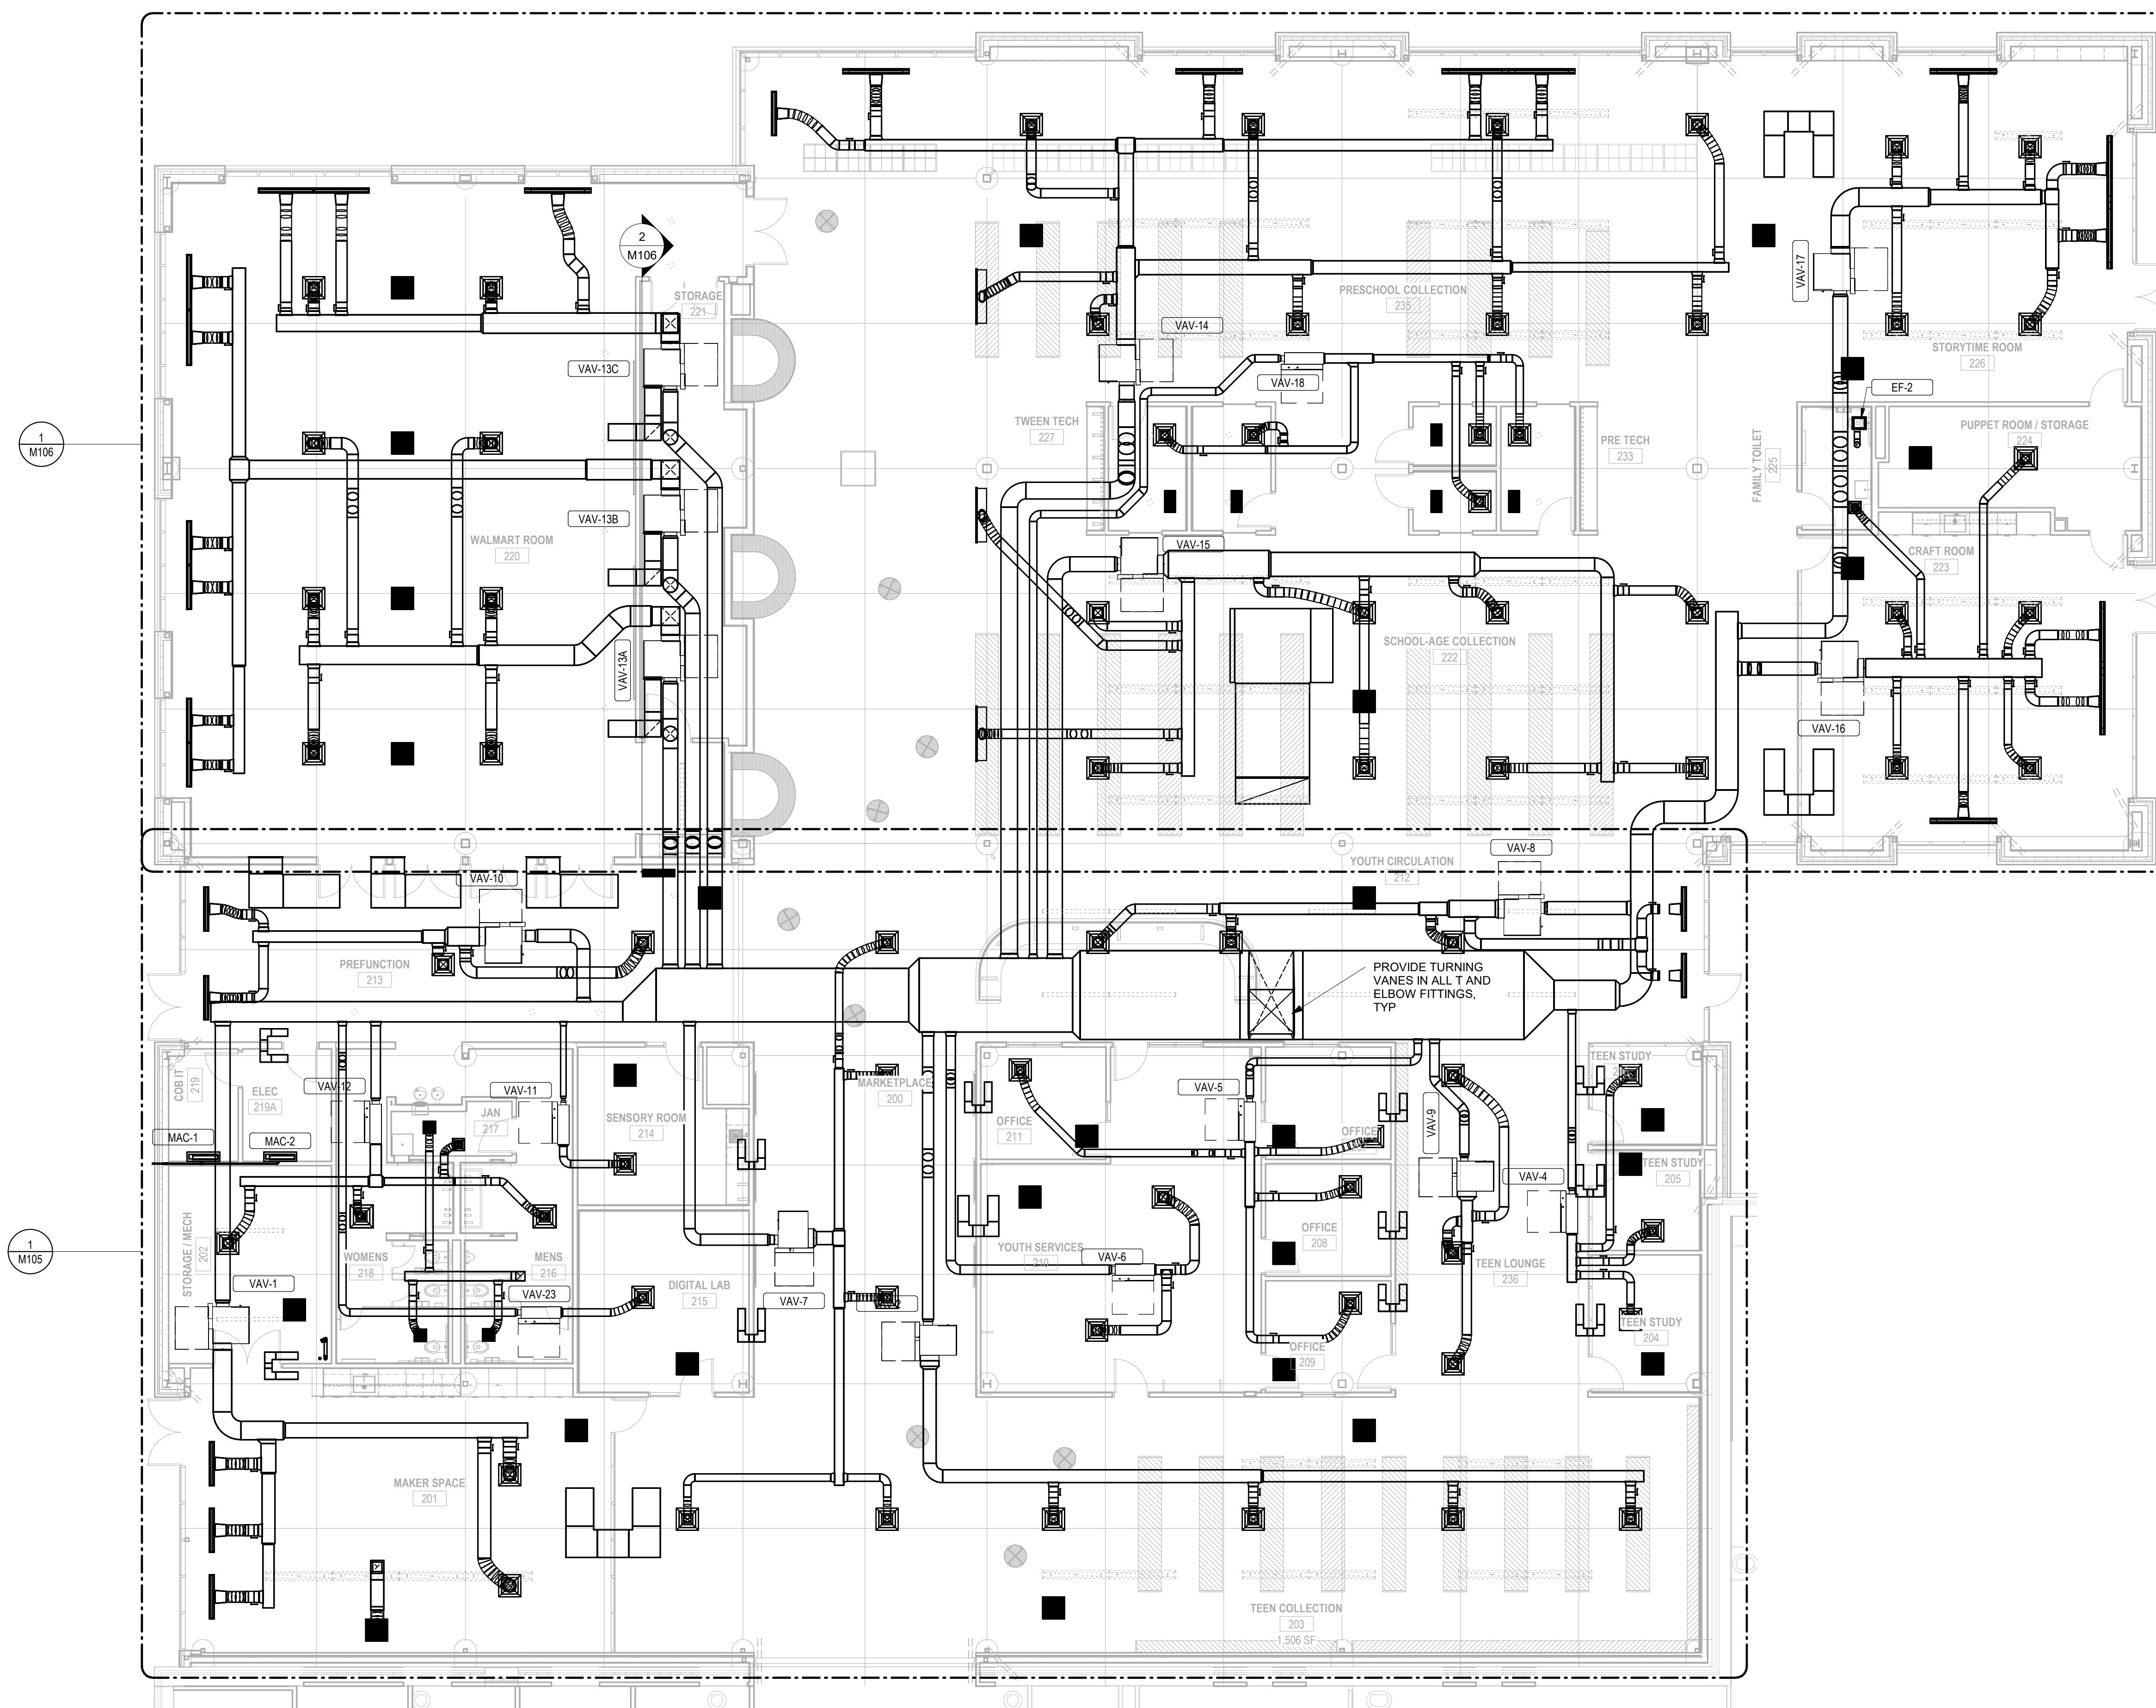 2
M106
STORAGE
221
PRESCHOOL COLLECTION
235
VAV-17
VAV-14
STORYTIME ROOM
226
VAV-13C
VAV-18
EF-2
TWEEN TECH
227
PRE TECH
233
FAMILY TOILET
225
PUPPET ROOM / STORAGE
224
1
M106
VAV-13B
WALMART ROOM
220
VAV-15
CRAFT ROOM
223
VAV-13A
SCHOOL-AGE COLLECTION
222
VAV-16
YOUTH CIRCULATION
212
VAV-8
VAV-10
PREFUNCTION
213
PROVIDE TURNING
VANES IN ALL T AND
ELBOW FITTINGS,
TYP
COB IT
219
ELEC
219A
VAV-12
VAV-11
JAN
217
SENSORY ROOM
214
MARKETPLACE
200
VAV-5
OFFICE
211
OFFICE
VAV-9
TEEN STUDY
MAC-1
MAC-2
TEEN STUDY
205
VAV-4
STORAGE / MECH
202
WOMENS
218
MENS
216
YOUTH SERVICES
210
VAV-6
OFFICE
208
TEEN LOUNGE
236
1
M105
VAV-1
VAV-23
DIGITAL LAB
215
VAV-7
OFFICE
209
TEEN STUDY
204
MAKER SPACE
201
TEEN COLLECTION
203
1,506 SF